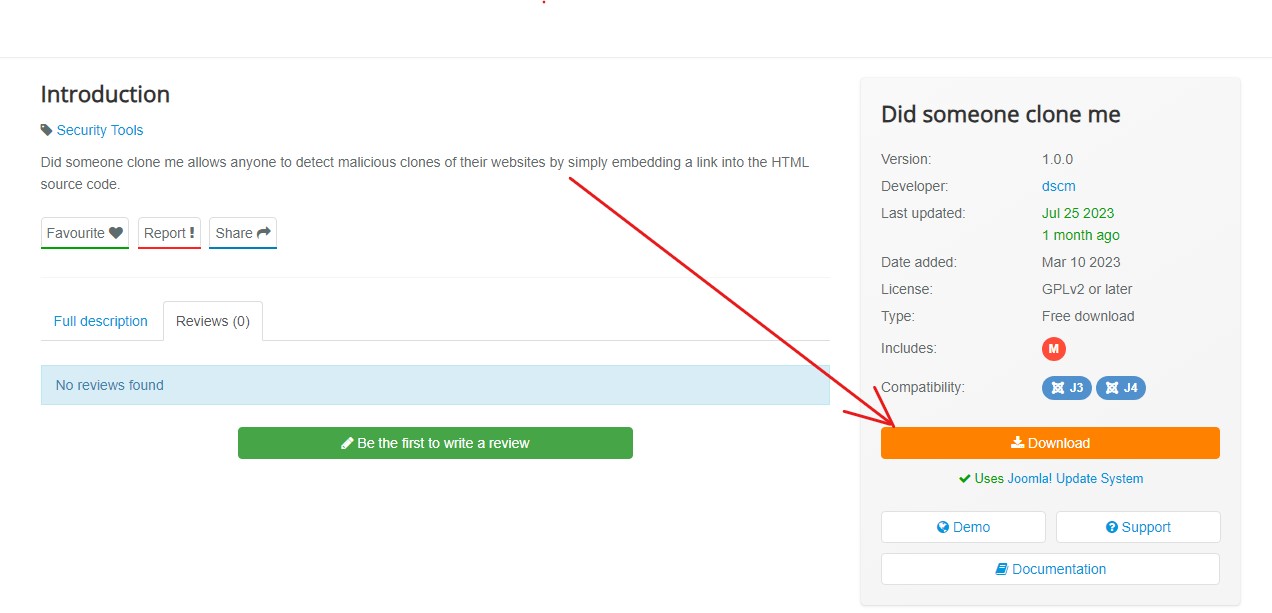 Introduction
Security Tools
Did someone clone me allows anyone to detect malicious clones of their websites by simply embedding a link into the HTML
source code.
Favourite
Report !
Share
Full description
Reviews (0)
No reviews found
Be the first to write a review
Did someone clone me
Version: 1.0.0
Developer: dscm
Last updated: Jul 25 2023
1 month ago
Date added: Mar 10 2023
License: GPLv2 or later
Type: Free download
Includes: M
Compatibility: J3 J4
Download
Uses Joomla! Update System
Demo
Support
Documentation